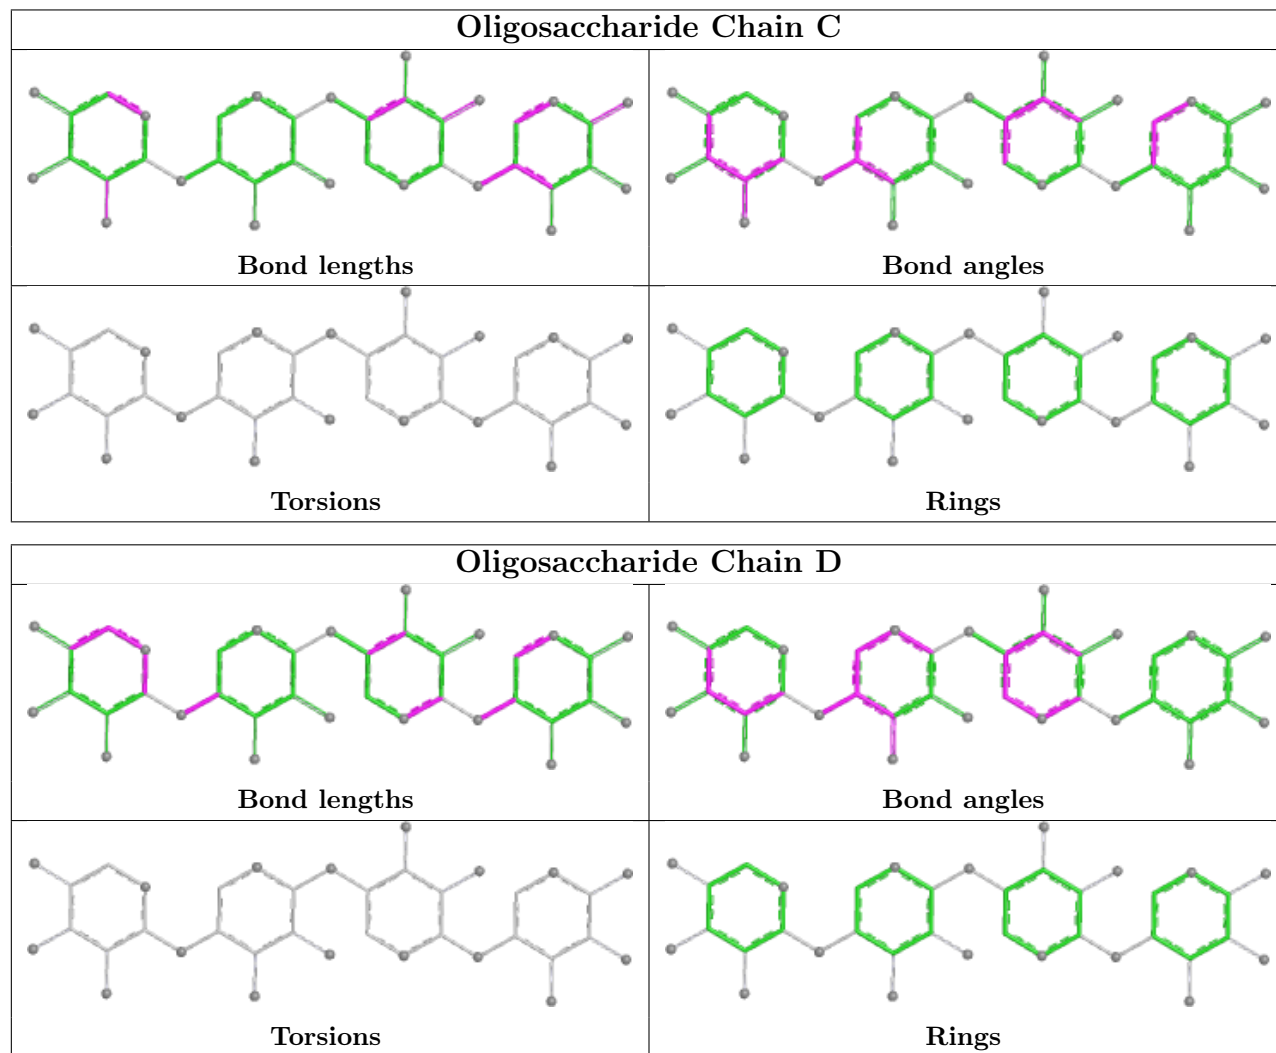 Oligosaccharide Chain C
Bond lengths
Bond angles
Torsions
Rings
Oligosaccharide Chain D
Bond lengths
Bond angles
Torsions
Rings